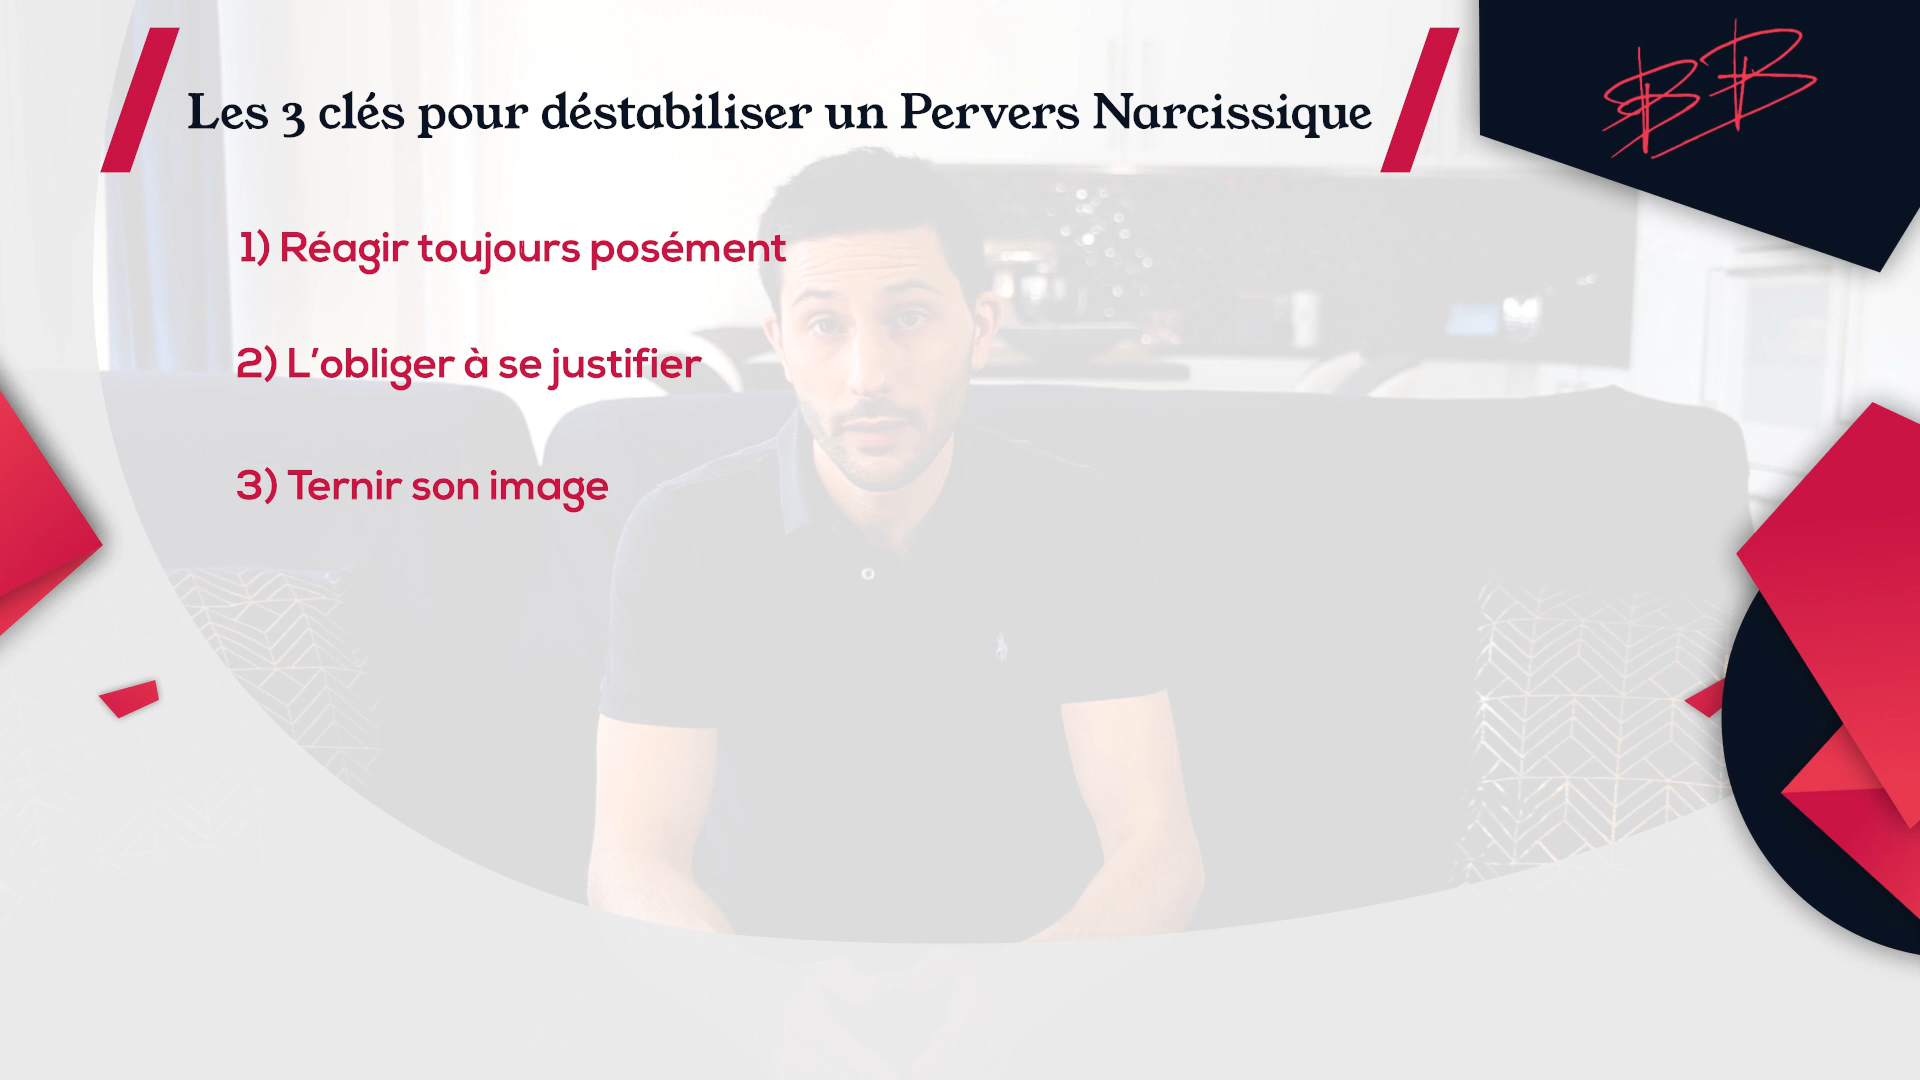 Les 3 clés pour déstabiliser un Pervers Narcissique
1) Réagir toujours posément
2) L’obliger à se justifier
3) Ternir son image